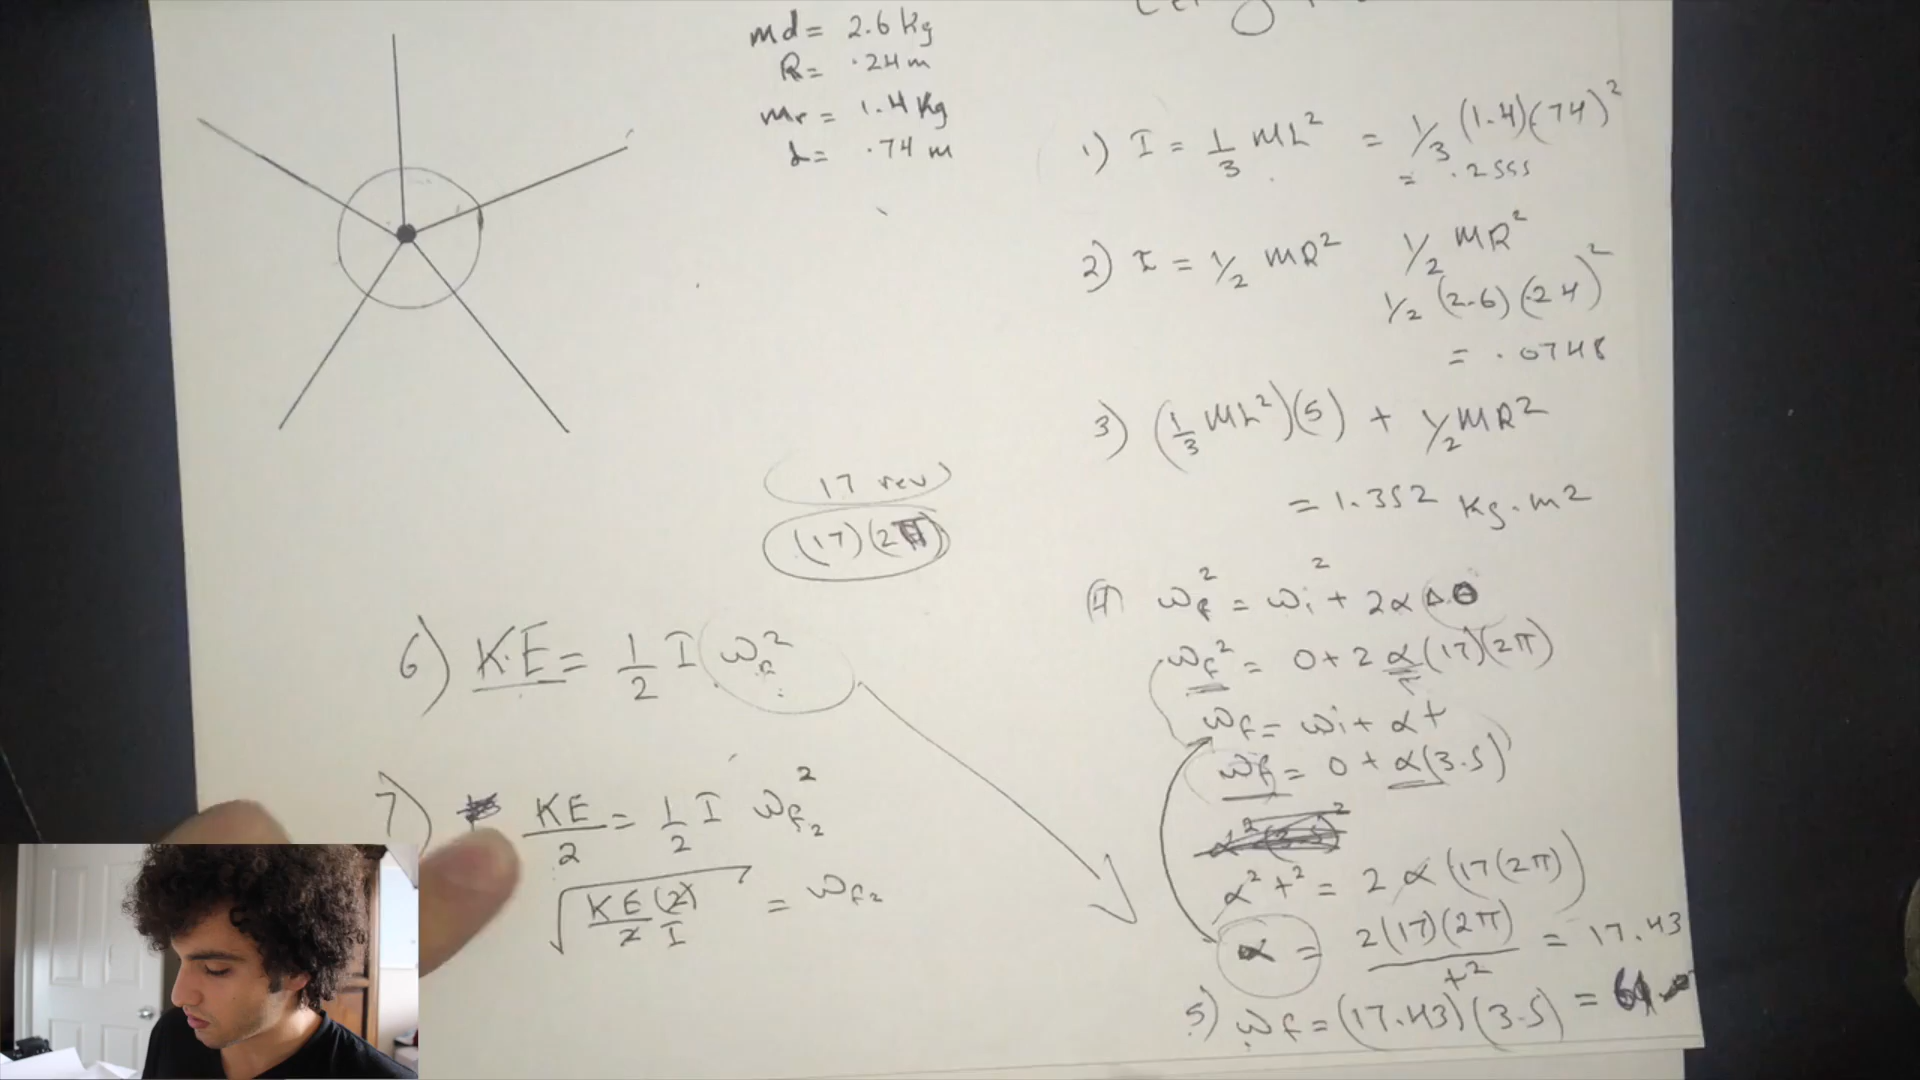 md = 2.6 kg
R = .24 m
mr = 1.4 kg
L = .74 m
1) I = 1/3 ML² = 1/3 (1.4)(74)²
= .2555
2) I = 1/2 MR² 1/2 MR²
1/2 (2.6)(.24)²
= .0748
3) (1/3 ML²)(5) + 1/2 MR²
= 1.352 kg.m2
17 rev
(17)(2π)
4) ωf² = ωi² + 2α Δθ
ωf² = 0 + 2 α (17)(2π)
ωf = ωi + αt
ωf = 0 + α(3.5)
α² t² = 2 α (17(2π))
α = 2(17)(2π) / t² = 17.43
5) ωf = (17.43)(3.5) =
6) K.E = 1/2 I ωf²
7) KE/2 = 1/2 I ωf2²
√(KE/2 (2)/I) = ωf2